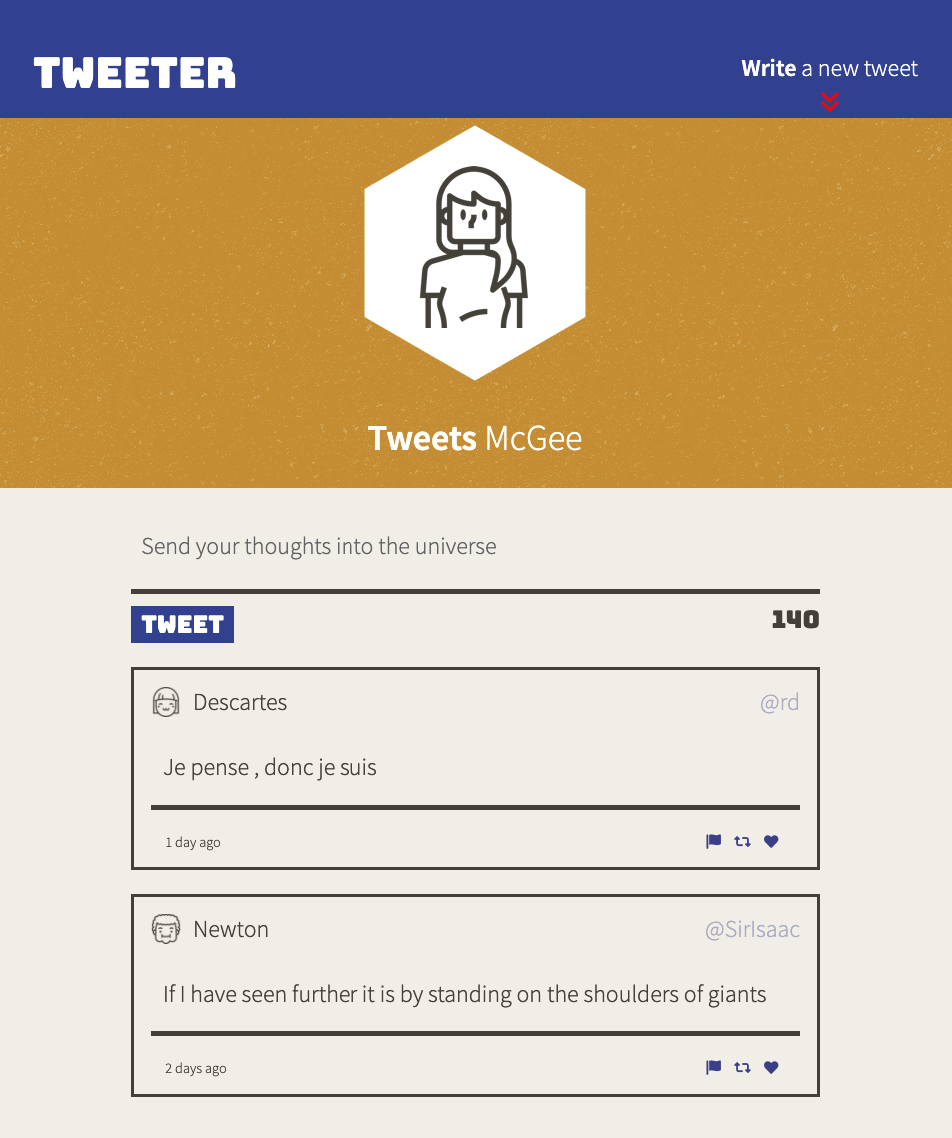 TWEETER
Write a new tweet
Tweets McGee
Send your thoughts into the universe
TWEET
140
Descartes
@rd
Je pense , donc je suis
1 day ago
Newton
@SirIsaac
If I have seen further it is by standing on the shoulders of giants
2 days ago